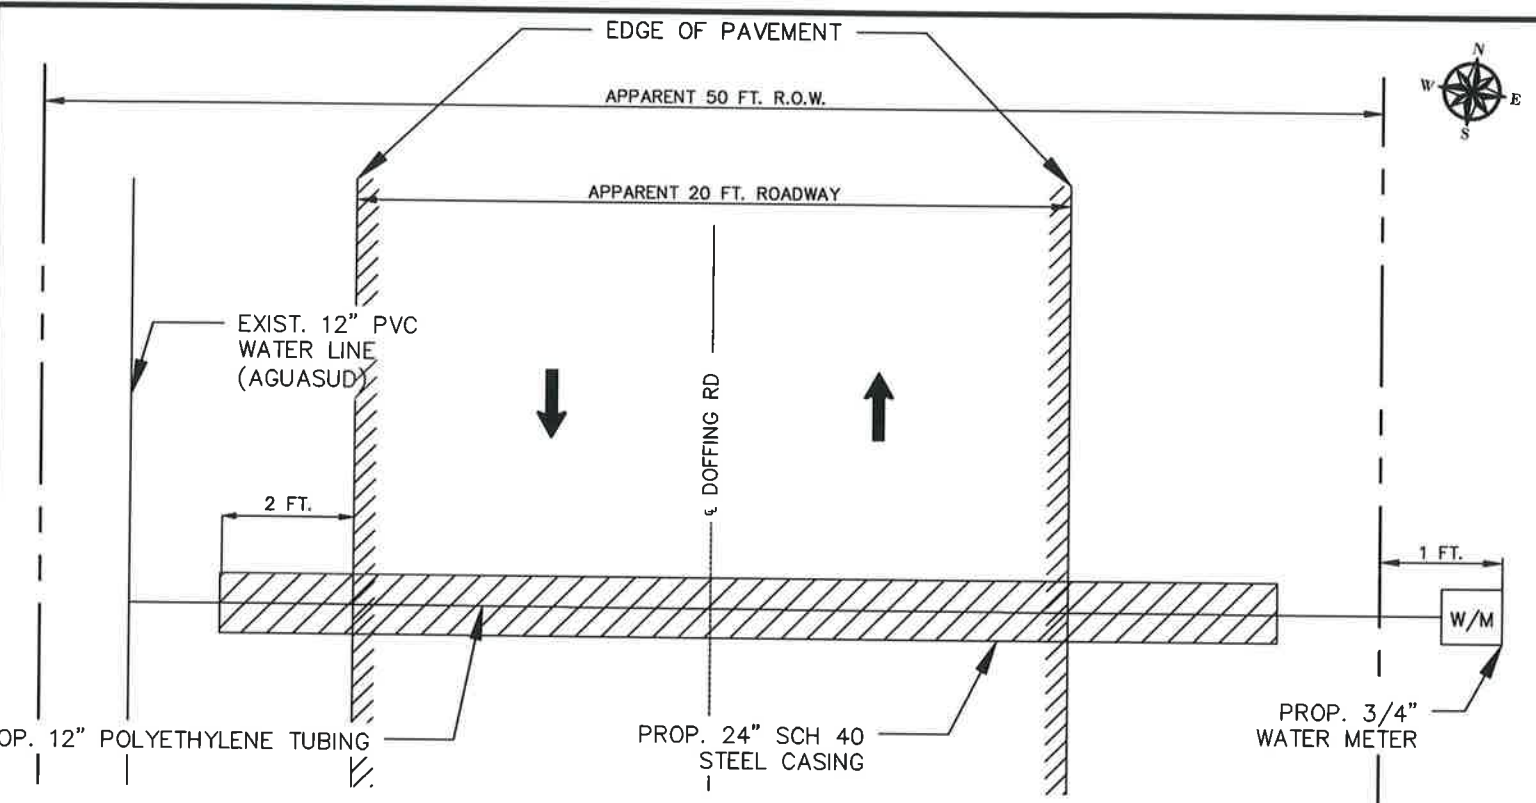 EDGE OF PAVEMENT
APPARENT 50 FT. R.O.W.
N
W
E
S
APPARENT 20 FT. ROADWAY
EXIST. 12" PVC
WATER LINE
(AGUASUD)
℄ DOFFING RD
2 FT.
1 FT.
W/M
OP. 12" POLYETHYLENE TUBING
PROP. 24" SCH 40
STEEL CASING
PROP. 3/4"
WATER METER